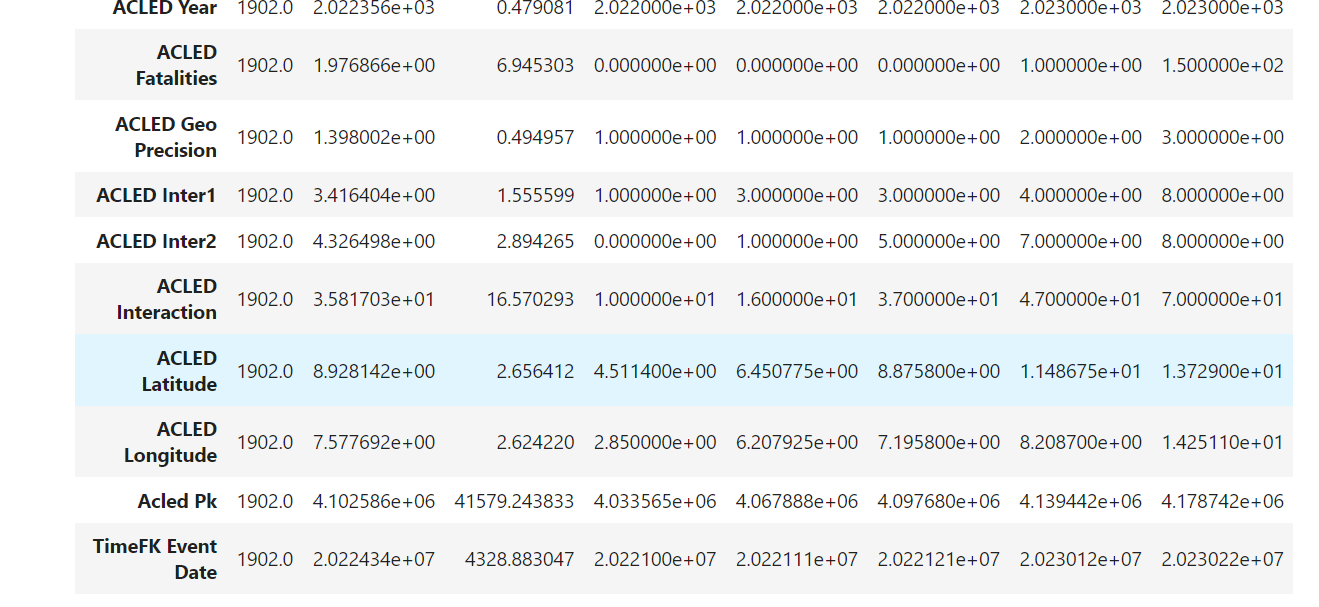 ACLED Year 1902.0 2.022356e+03 0.479081 2.022000e+03 2.022000e+03 2.022000e+03 2.023000e+03 2.023000e+03
ACLED
Fatalities 1902.0 1.976866e+00 6.945303 0.000000e+00 0.000000e+00 0.000000e+00 1.000000e+00 1.500000e+02
ACLED Geo
Precision 1902.0 1.398002e+00 0.494957 1.000000e+00 1.000000e+00 1.000000e+00 2.000000e+00 3.000000e+00
ACLED Inter1 1902.0 3.416404e+00 1.555599 1.000000e+00 3.000000e+00 3.000000e+00 4.000000e+00 8.000000e+00
ACLED Inter2 1902.0 4.326498e+00 2.894265 0.000000e+00 1.000000e+00 5.000000e+00 7.000000e+00 8.000000e+00
ACLED
Interaction 1902.0 3.581703e+01 16.570293 1.000000e+01 1.600000e+01 3.700000e+01 4.700000e+01 7.000000e+01
ACLED
Latitude 1902.0 8.928142e+00 2.656412 4.511400e+00 6.450775e+00 8.875800e+00 1.148675e+01 1.372900e+01
ACLED
Longitude 1902.0 7.577692e+00 2.624220 2.850000e+00 6.207925e+00 7.195800e+00 8.208700e+00 1.425110e+01
Acled Pk 1902.0 4.102586e+06 41579.243833 4.033565e+06 4.067888e+06 4.097680e+06 4.139442e+06 4.178742e+06
TimeFK Event
Date 1902.0 2.022434e+07 4328.883047 2.022100e+07 2.022111e+07 2.022121e+07 2.023012e+07 2.023022e+07